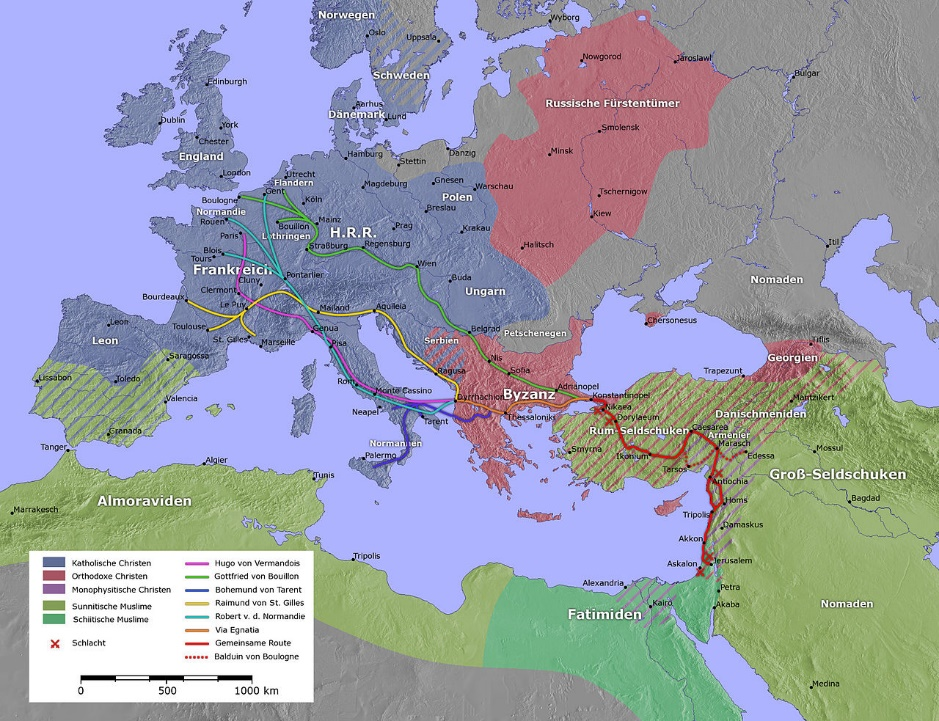 Norwegen
Oslo
Uppsala
Wyborg
Schweden
Nowgorod
Jaroslawl
Bulgar
Edinburgh
Aarhus
Dänemark
Lund
Russische Fürstentümer
Dublin
York
Smolensk
Chester
England
Hamburg
Danzig
Stettin
Minsk
London
Utrecht
Flandern
Magdeburg
Gnesen
Warschau
Gent
Boulogne
Köln
Polen
Tschernigow
Normandie
Rouen
Bouillon
Mainz
Breslau
Kiew
Paris
Lothringen
H.R.R.
Prag
Krakau
Blois
Tours
Straßburg
Regensburg
Halitsch
Itil
Frankreich
Wien
Cluny
Pontarlier
Buda
Nomaden
Clermont
Ungarn
Bourdeaux
Le Puy
Mailand
Aquileia
Leon
Toulouse
Genua
Belgrad
Petschenegen
Chersonesus
St. Gilles
Marseille
Pisa
Serbien
Tiflis
Leon
Saragossa
Nis
Georgien
Lissabon
Toledo
Ragusa
Sofia
Trapezunt
Rom
Monte Cassino
Adrianopel
Valencia
Dyrrhachion
Byzanz
Konstantinopel
Mantzikert
Neapel
Tarent
Thessaloniki
Nikaea
Dorylaeum
Danischmeniden
Granada
Normannen
Rum-Seldschuken
Caesarea
Armenier
Marasch
Tanger
Palermo
Smyrna
Ikonium
Edessa
Mossul
Algier
Tunis
Tarsos
Groß-Seldschuken
Antiochia
Almoraviden
Homs
Bagdad
Marrakesch
Tripolis
Damaskus
Akkon
Tripolis
Askalon
Jerusalem
Alexandria
Petra
Kairo
Akaba
Nomaden
Fatimiden
Medina
Katholische Christen
Orthodoxe Christen
Monophysitische Christen
Sunnitische Muslime
Schiitische Muslime
Schlacht
Hugo von Vermandois
Gottfried von Bouillon
Bohemund von Tarent
Raimund von St. Gilles
Robert v. d. Normandie
Via Egnatia
Gemeinsame Route
Balduin von Boulogne
0 500 1000 km